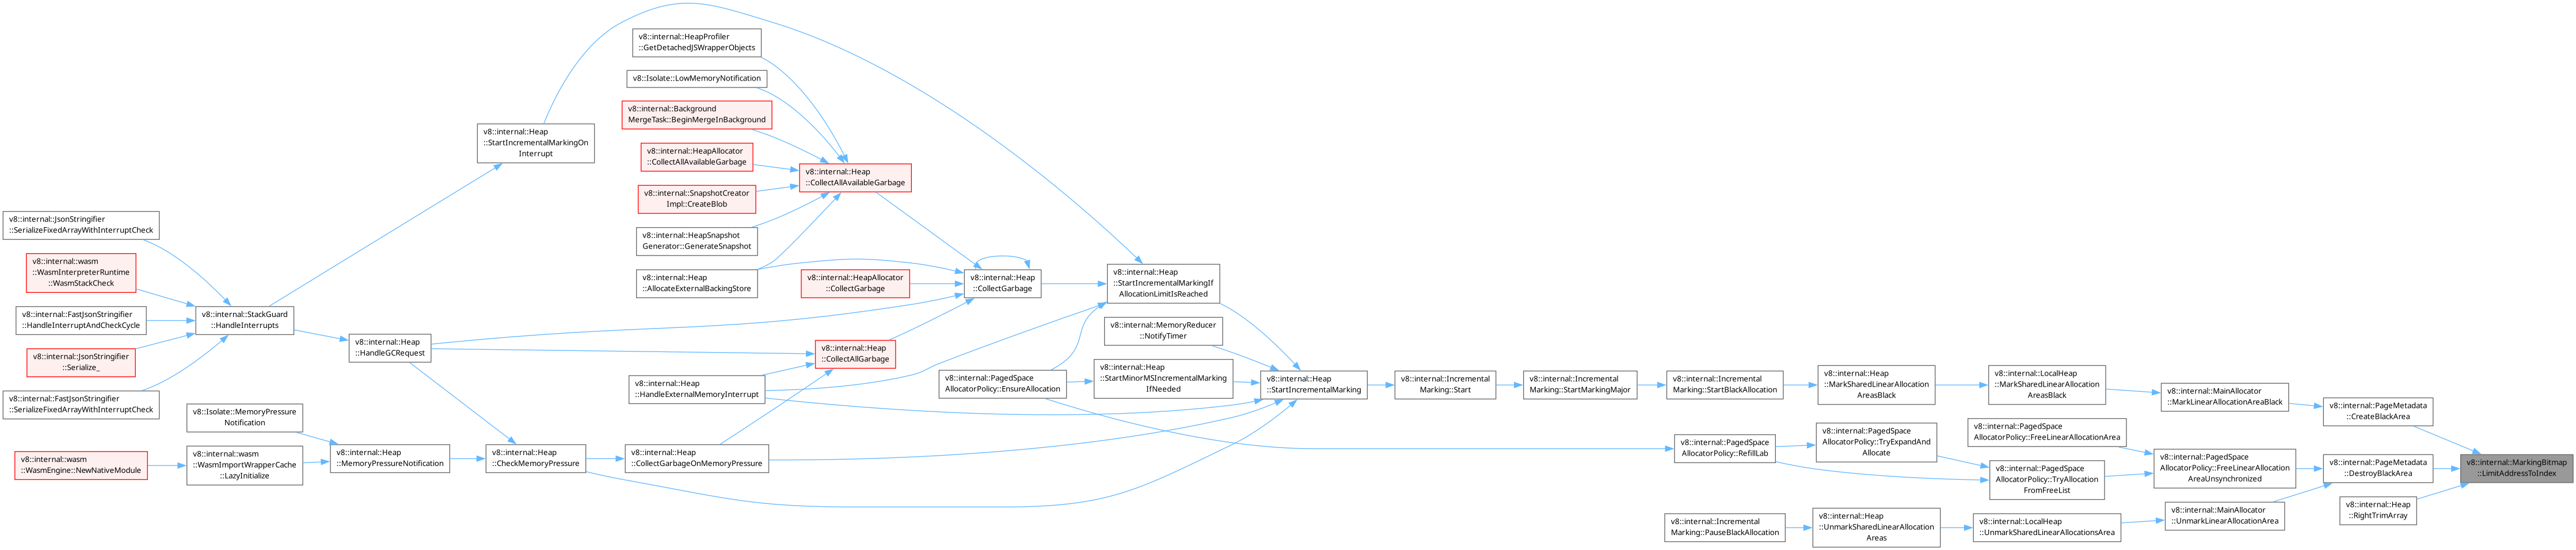 v8::internal::HeapProfiler
::GetDetachedJSWrapperObjects
v8::Isolate::LowMemoryNotification
v8::internal::Background
MergeTask::BeginMergeInBackground
v8::internal::Heap
::StartIncrementalMarkingOn
Interrupt
v8::internal::HeapAllocator
::CollectAllAvailableGarbage
v8::internal::Heap
::CollectAllAvailableGarbage
v8::internal::SnapshotCreator
Impl::CreateBlob
v8::internal::JsonStringifier
::SerializeFixedArrayWithInterruptCheck
v8::internal::HeapSnapshot
Generator::GenerateSnapshot
v8::internal::wasm
::WasmInterpreterRuntime
::WasmStackCheck
v8::internal::Heap
::AllocateExternalBackingStore
v8::internal::HeapAllocator
::CollectGarbage
v8::internal::Heap
::CollectGarbage
v8::internal::Heap
::StartIncrementalMarkingIf
AllocationLimitIsReached
v8::internal::FastJsonStringifier
::HandleInterruptAndCheckCycle
v8::internal::StackGuard
::HandleInterrupts
v8::internal::MemoryReducer
::NotifyTimer
v8::internal::Heap
::HandleGCRequest
v8::internal::JsonStringifier
::Serialize_
v8::internal::Heap
::CollectAllGarbage
v8::internal::Heap
::HandleExternalMemoryInterrupt
v8::internal::PagedSpace
AllocatorPolicy::EnsureAllocation
v8::internal::Heap
::StartMinorMSIncrementalMarking
IfNeeded
v8::internal::Heap
::StartIncrementalMarking
v8::internal::Incremental
Marking::Start
v8::internal::Incremental
Marking::StartMarkingMajor
v8::internal::Incremental
Marking::StartBlackAllocation
v8::internal::Heap
::MarkSharedLinearAllocation
AreasBlack
v8::internal::LocalHeap
::MarkSharedLinearAllocation
AreasBlack
v8::internal::MainAllocator
::MarkLinearAllocationAreaBlack
v8::internal::PageMetadata
::CreateBlackArea
v8::internal::FastJsonStringifier
::SerializeFixedArrayWithInterruptCheck
v8::Isolate::MemoryPressure
Notification
v8::internal::PagedSpace
AllocatorPolicy::FreeLinearAllocationArea
v8::internal::PagedSpace
AllocatorPolicy::TryExpandAnd
Allocate
v8::internal::PagedSpace
AllocatorPolicy::RefillLab
v8::internal::wasm
::WasmEngine::NewNativeModule
v8::internal::wasm
::WasmImportWrapperCache
::LazyInitialize
v8::internal::Heap
::MemoryPressureNotification
v8::internal::Heap
::CheckMemoryPressure
v8::internal::Heap
::CollectGarbageOnMemoryPressure
v8::internal::PagedSpace
AllocatorPolicy::TryAllocation
FromFreeList
v8::internal::PagedSpace
AllocatorPolicy::FreeLinearAllocation
AreaUnsynchronized
v8::internal::PageMetadata
::DestroyBlackArea
v8::internal::MarkingBitmap
::LimitAddressToIndex
v8::internal::Heap
::RightTrimArray
v8::internal::Incremental
Marking::PauseBlackAllocation
v8::internal::Heap
::UnmarkSharedLinearAllocation
Areas
v8::internal::LocalHeap
::UnmarkSharedLinearAllocationsArea
v8::internal::MainAllocator
::UnmarkLinearAllocationArea